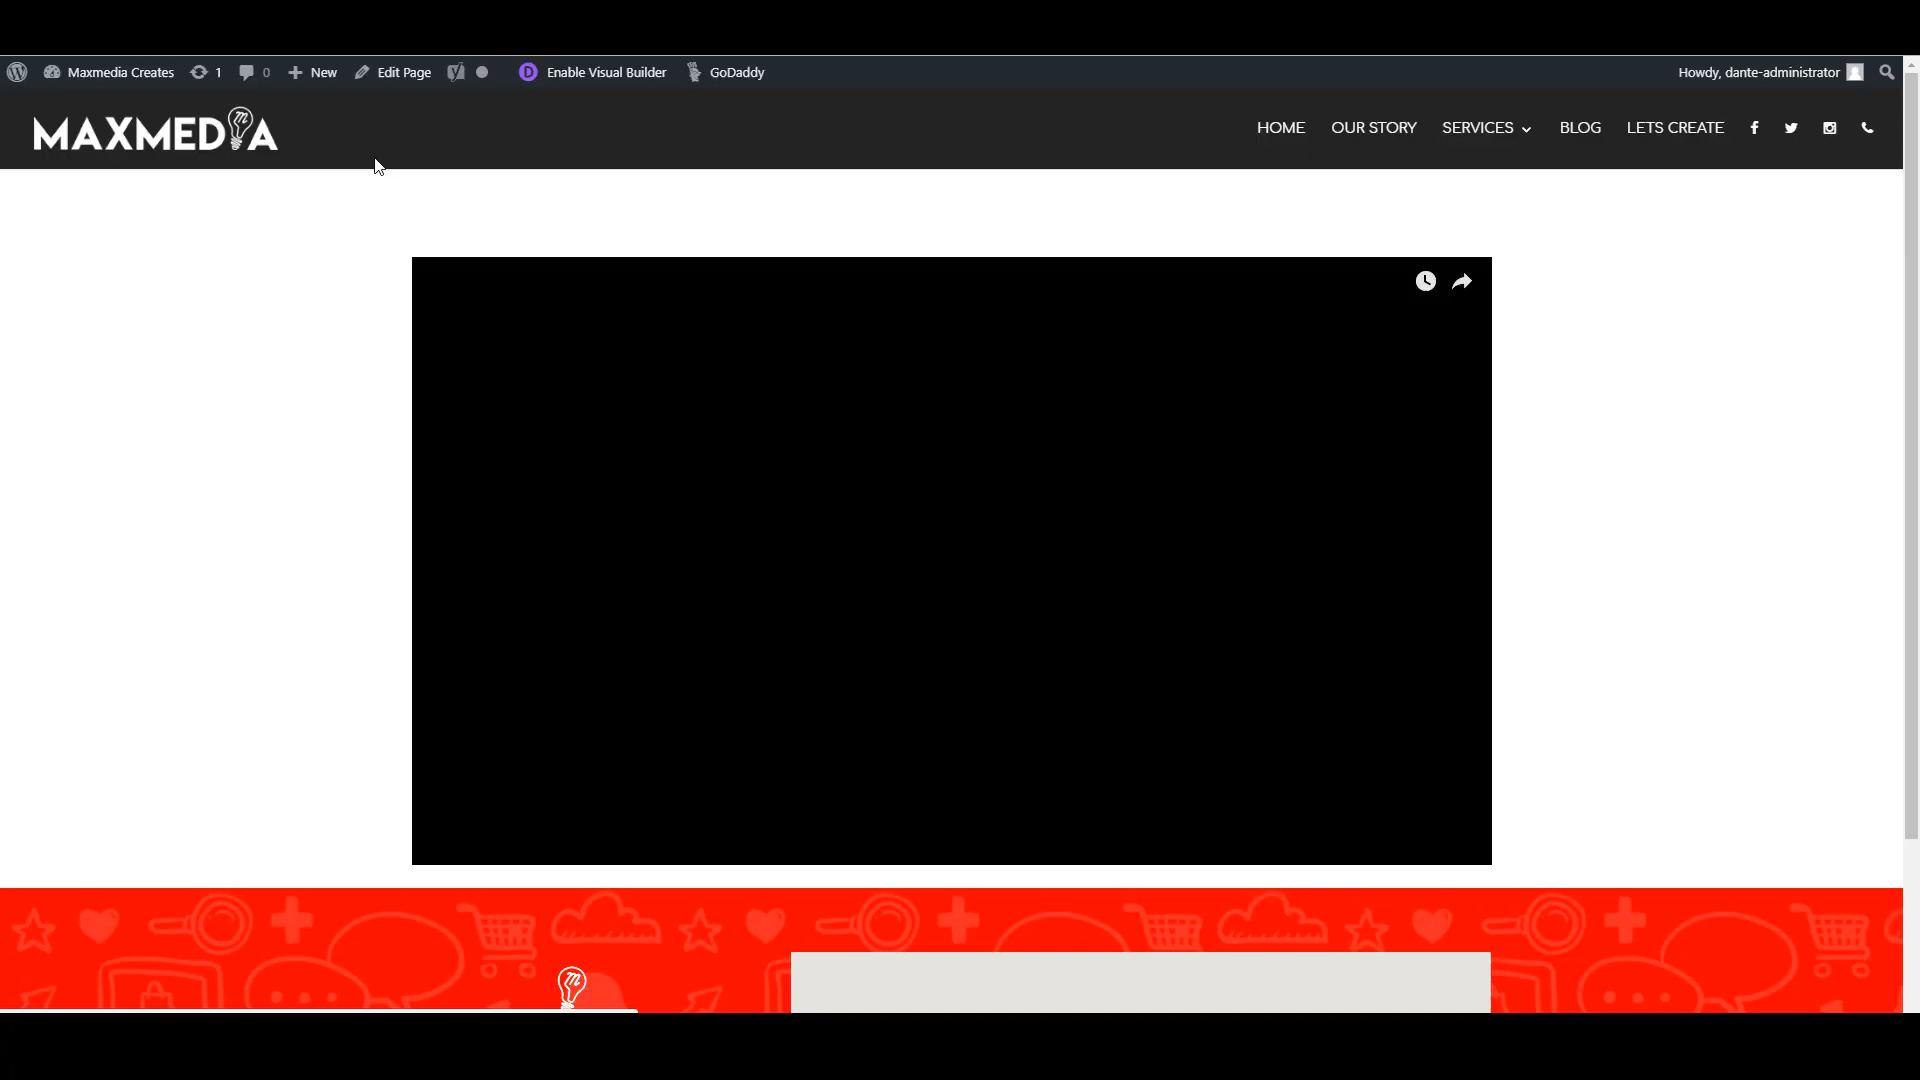 Maxmedia Creates 1 0 New Edit Page Enable Visual Builder GoDaddy Howdy, dante-administrator
MAXMEDIA HOME OUR STORY SERVICES BLOG LETS CREATE